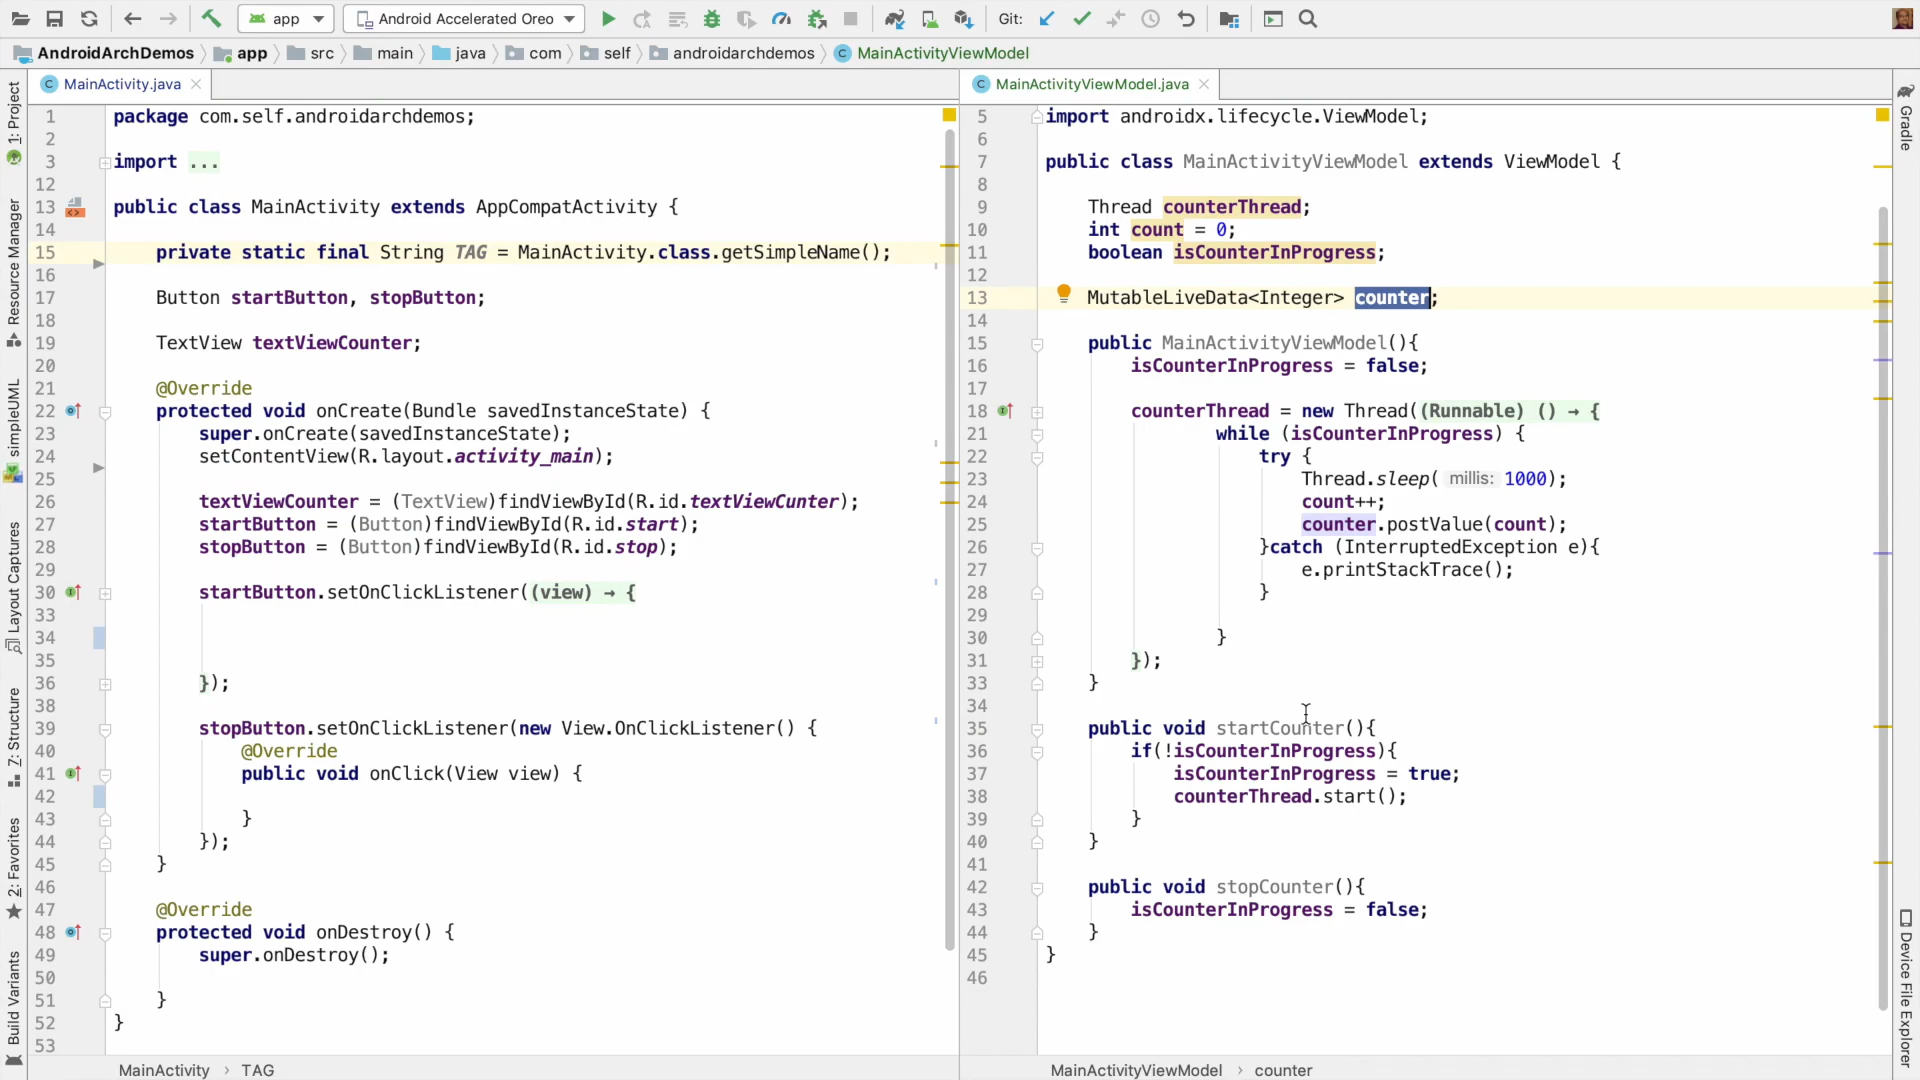 app
Android Accelerated Oreo
Git:
AndroidArchDemos
app
src
main
java
com
self
androidarchdemos
MainActivityViewModel
1: Project
Resource Manager
simpleUML
Layout Captures
7: Structure
2: Favorites
Build Variants
MainActivity.java
1 package com.self.androidarchdemos;
2
3 import ...
12
13 public class MainActivity extends AppCompatActivity {
14
15 private static final String TAG = MainActivity.class.getSimpleName();
16
17 Button startButton, stopButton;
18
19 TextView textViewCounter;
20
21 @Override
22 protected void onCreate(Bundle savedInstanceState) {
23 super.onCreate(savedInstanceState);
24 setContentView(R.layout.activity_main);
25
26 textViewCounter = (TextView)findViewById(R.id.textViewCunter);
27 startButton = (Button)findViewById(R.id.start);
28 stopButton = (Button)findViewById(R.id.stop);
29
30 startButton.setOnClickListener((view) → {
33
34
35
36 });
38
39 stopButton.setOnClickListener(new View.OnClickListener() {
40 @Override
41 public void onClick(View view) {
42
43 }
44 });
45 }
46
47 @Override
48 protected void onDestroy() {
49 super.onDestroy();
50
51 }
52 }
53
MainActivity › TAG
MainActivityViewModel.java
5 import androidx.lifecycle.ViewModel;
6
7 public class MainActivityViewModel extends ViewModel {
8
9 Thread counterThread;
10 int count = 0;
11 boolean isCounterInProgress;
12
13 MutableLiveData<Integer> counter;
14
15 public MainActivityViewModel(){
16 isCounterInProgress = false;
17
18 counterThread = new Thread((Runnable) () → {
21 while (isCounterInProgress) {
22 try {
23 Thread.sleep( millis: 1000);
24 count++;
25 counter.postValue(count);
26 }catch (InterruptedException e){
27 e.printStackTrace();
28 }
29
30 }
31 });
33 }
34
35 public void startCounter(){
36 if(!isCounterInProgress){
37 isCounterInProgress = true;
38 counterThread.start();
39 }
40 }
41
42 public void stopCounter(){
43 isCounterInProgress = false;
44 }
45 }
46
MainActivityViewModel › counter
Gradle
Device File Explorer